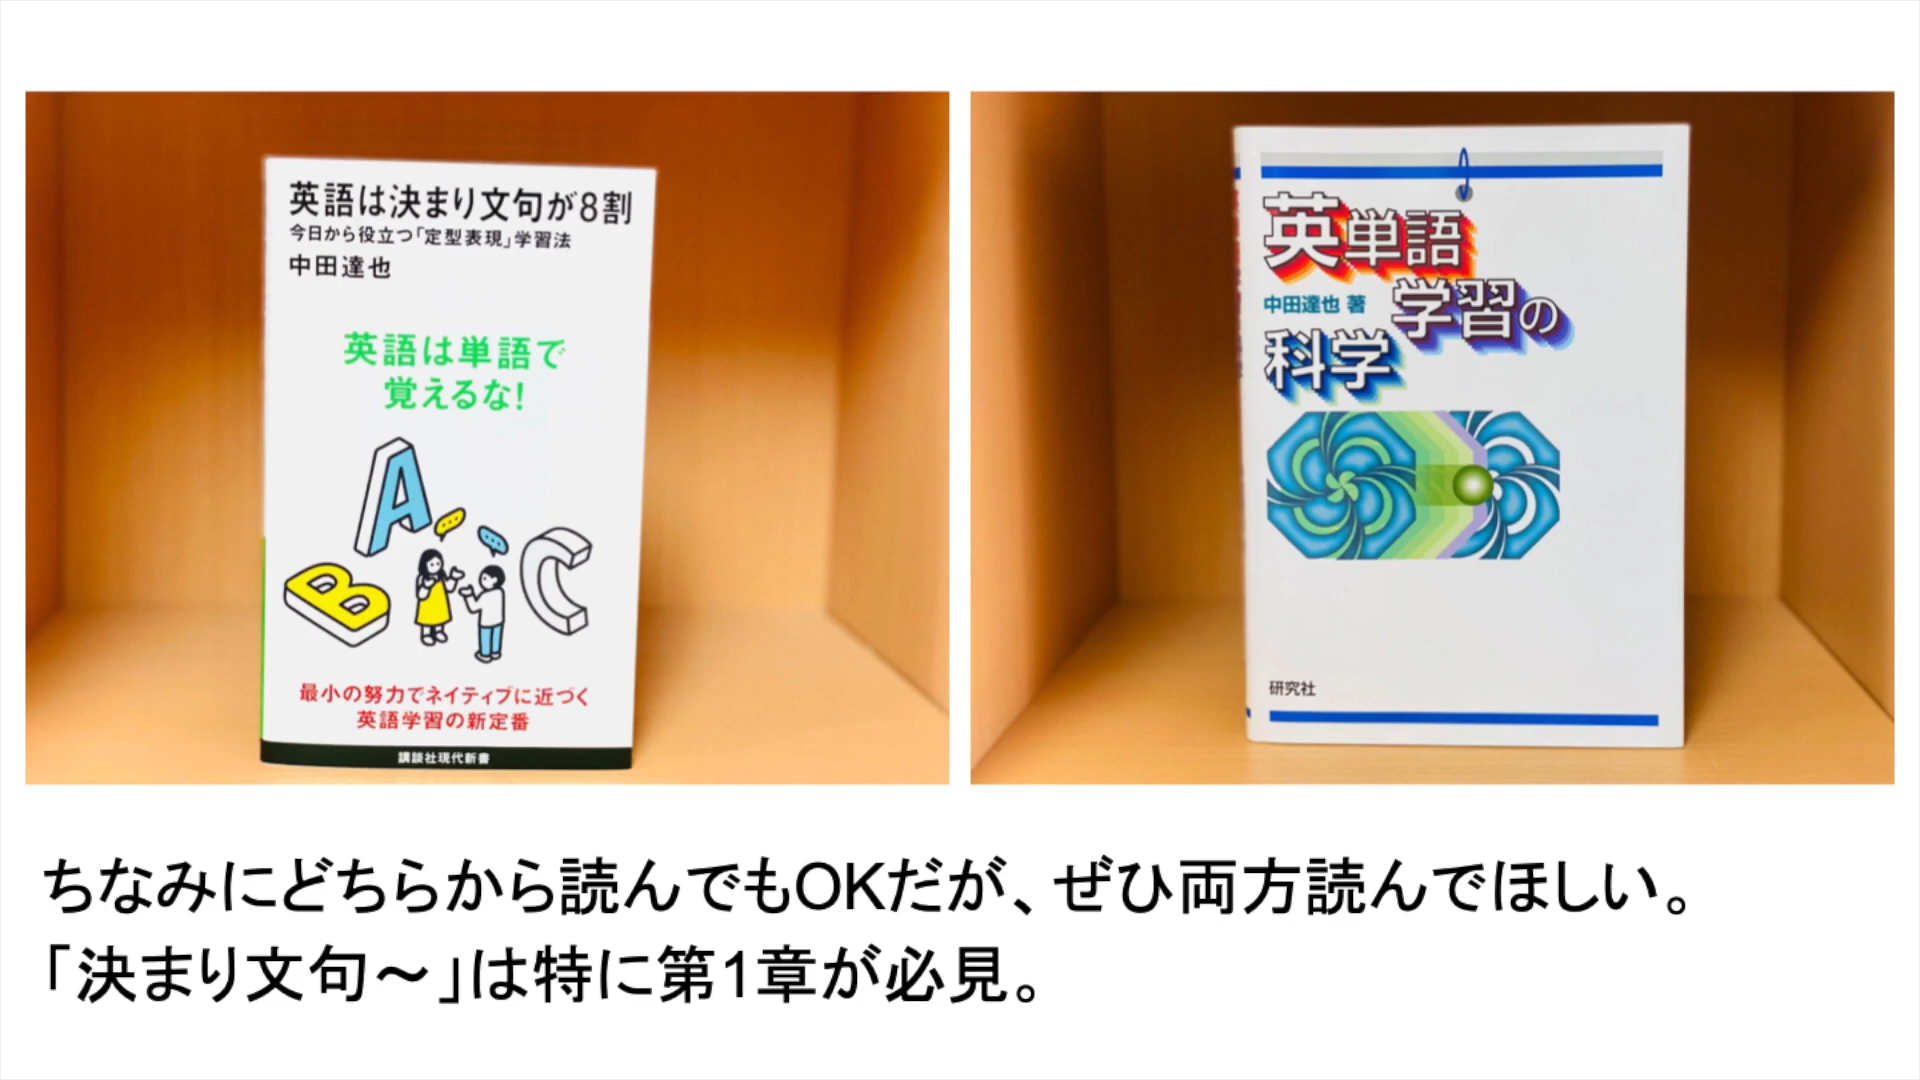 英語は決まり文句が8割
今日から役立つ「定型表現」学習法
中田達也
英語は単語で
覚えるな!
A
B
C
最小の努力でネイティブに近づく
英語学習の新定番
講談社現代新書
英単語
学習の
中田達也 著
科学
研究社
ちなみにどちらから読んでもOKだが、ぜひ両方読んでほしい。
「決まり文句〜」は特に第1章が必見。